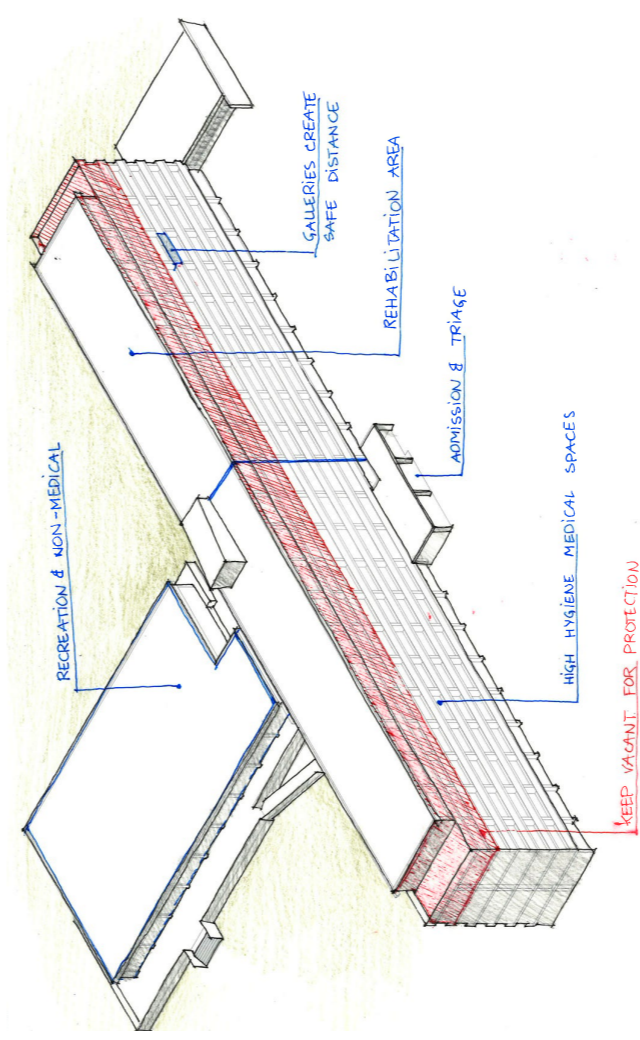 GALLERIES CREATE
SAFE DISTANCE
REHABILITATION AREA
RECREATION & NON-MEDICAL
ADMISSION & TRIAGE
HIGH HYGIENE MEDICAL SPACES
KEEP VACANT FOR PROTECTION